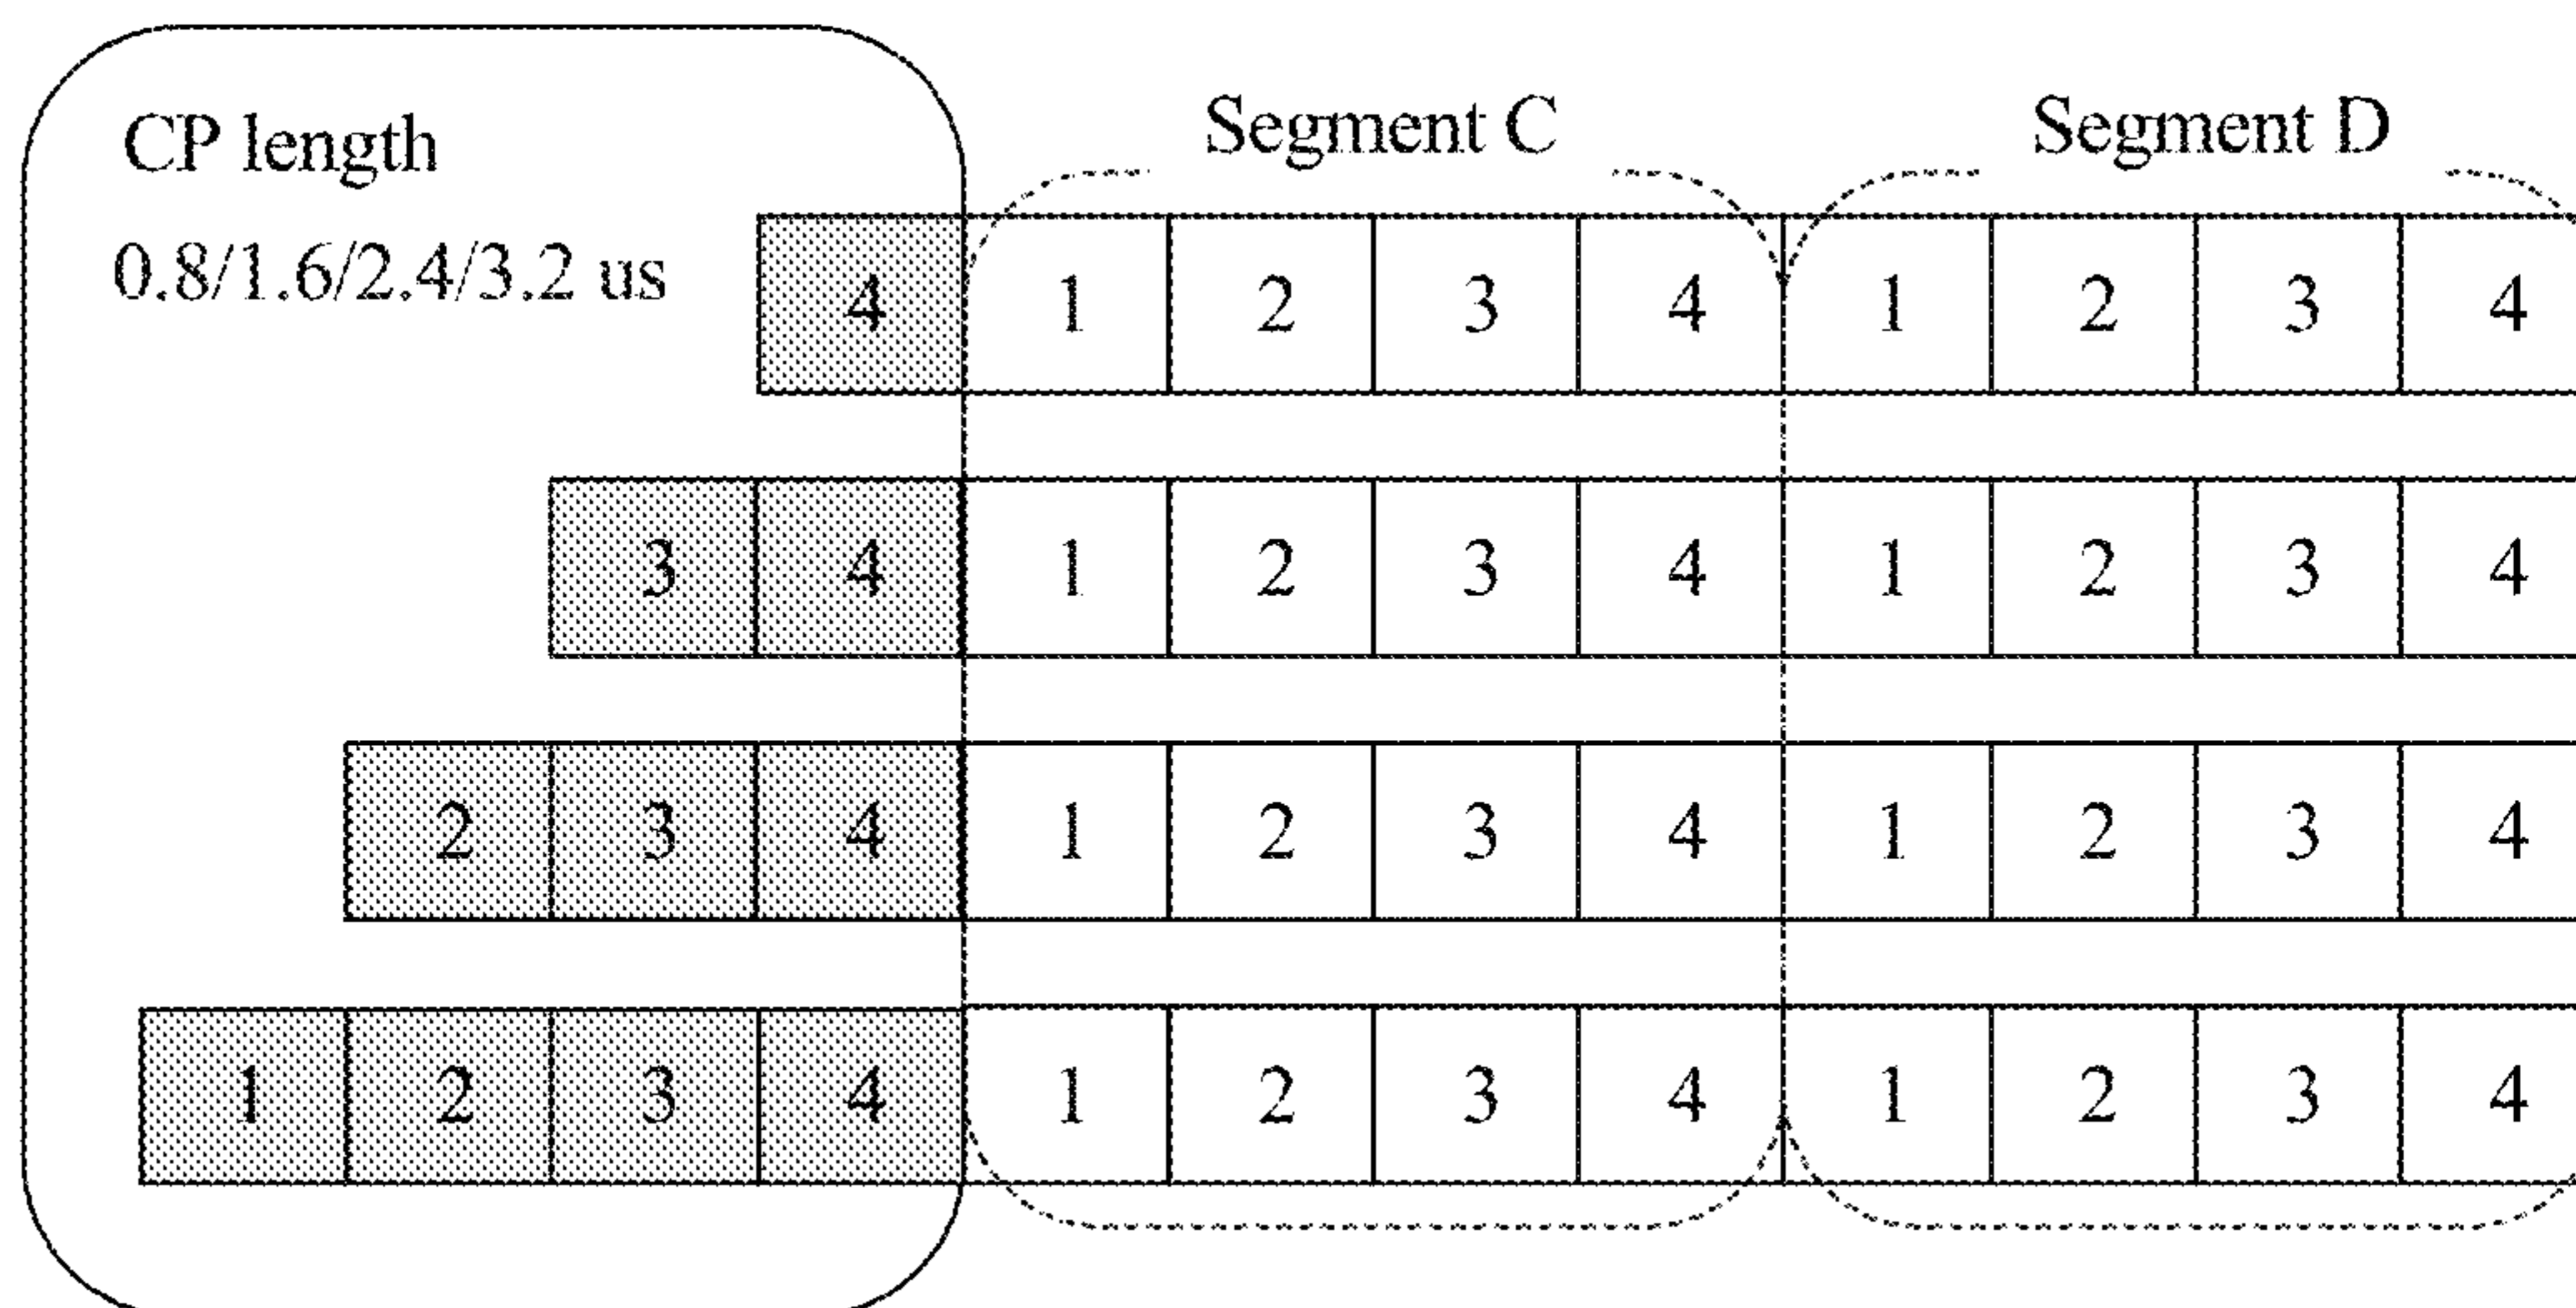 CP length
0.8/1.6/2.4/3.2 us
Segment C
Segment D
4 1 2 3 4 1 2 3 4
3 4 1 2 3 4 1 2 3 4
2 3 4 1 2 3 4 1 2 3 4
1 2 3 4 1 2 3 4 1 2 3 4